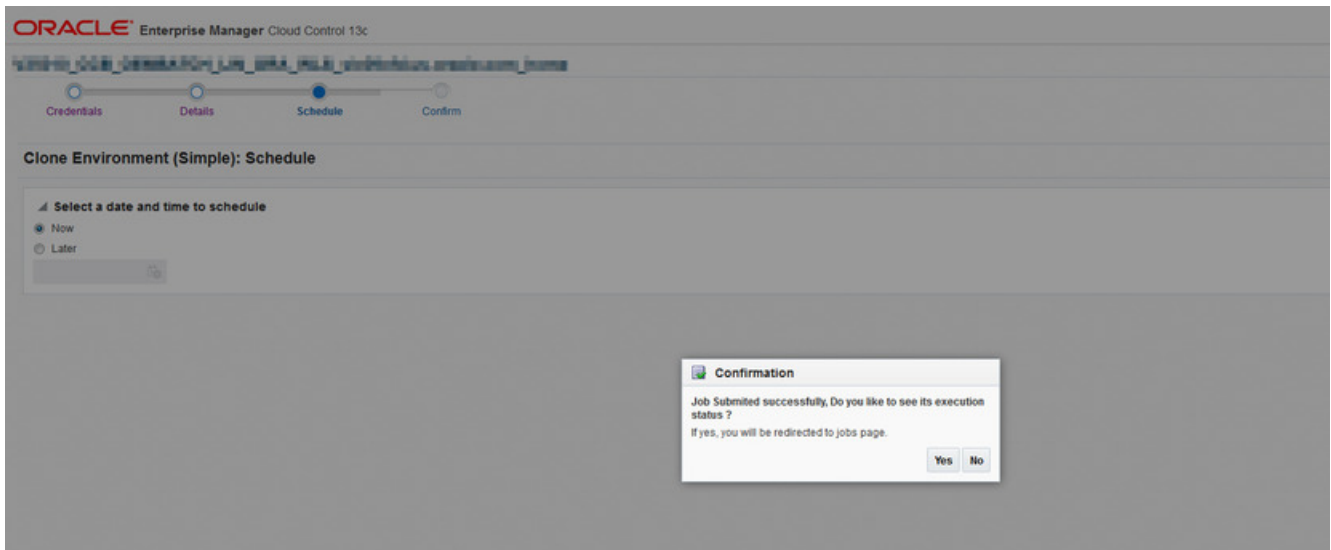 ORACLE Enterprise Manager Cloud Control 13c
Credentials Details Schedule Confirm
Clone Environment (Simple): Schedule
Select a date and time to schedule
Now
Later
Confirmation
Job Submited successfully, Do you like to see its execution
status ?
If yes, you will be redirected to jobs page.
Yes No